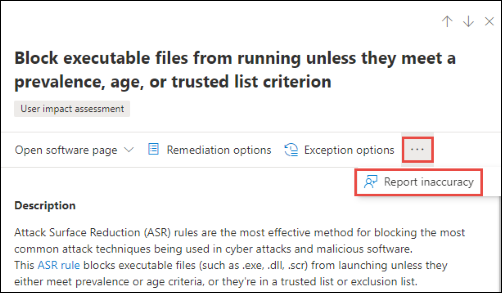 Block executable files from running unless they meet a
prevalence, age, or trusted list criterion
User impact assessment
Open software page Remediation options Exception options ...
Report inaccuracy
Description
Attack Surface Reduction (ASR) rules are the most effective method for blocking the most
common attack techniques being used in cyber attacks and malicious software.
This ASR rule blocks executable files (such as .exe, .dll, .scr) from launching unless they
either meet prevalence or age criteria, or they're in a trusted list or exclusion list.